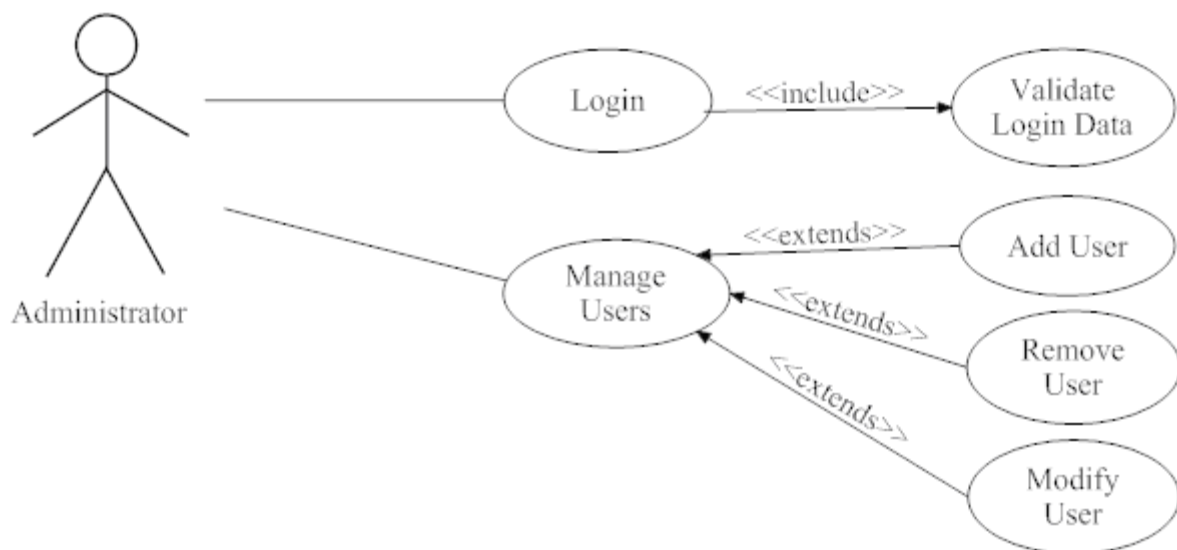 Login
<<include>>
Validate
Login Data
Administrator
Manage
Users
<<extends>>
Add User
<<extends>>
Remove
User
<<extends>>
Modify
User